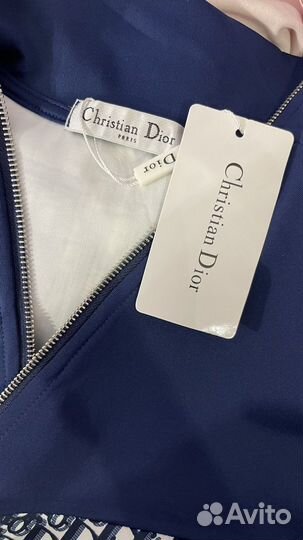 Christian Dior
PARIS
Dior
Christian Dior
Avito